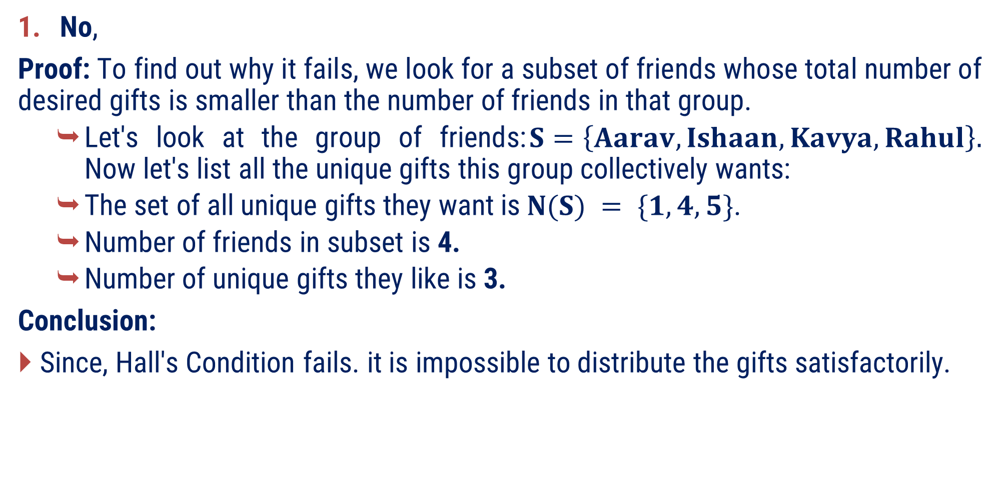 1. No,
Proof: To find out why it fails, we look for a subset of friends whose total number of
desired gifts is smaller than the number of friends in that group.
Let's look at the group of friends: S = {Aarav, Ishaan, Kavya, Rahul}.
Now let's list all the unique gifts this group collectively wants:
The set of all unique gifts they want is N(S) = {1, 4, 5}.
Number of friends in subset is 4.
Number of unique gifts they like is 3.
Conclusion:
Since, Hall's Condition fails. it is impossible to distribute the gifts satisfactorily.